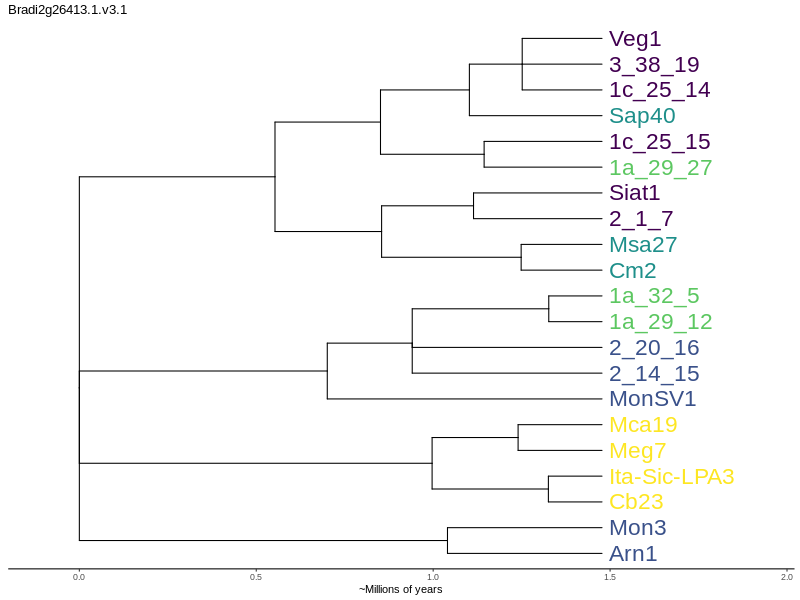 Bradi2g26413.1.v3.1
Veg1
3_38_19
1c_25_14
Sap40
1c_25_15
1a_29_27
Siat1
2_1_7
Msa27
Cm2
1a_32_5
1a_29_12
2_20_16
2_14_15
MonSV1
Mca19
Meg7
Ita-Sic-LPA3
Cb23
Mon3
Arn1
0.0 0.5 1.0 1.5 2.0
~Millions of years